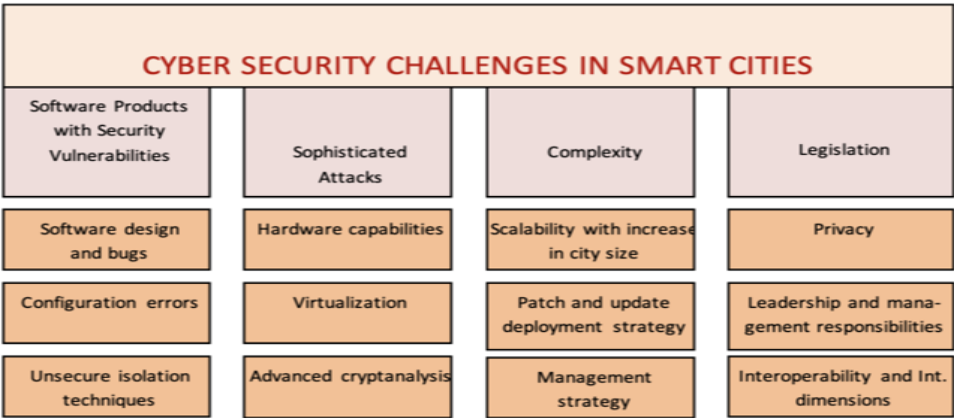 CYBER SECURITY CHALLENGES IN SMART CITIES
Software Products
with Security
Vulnerabilities
Sophisticated
Attacks
Complexity
Legislation
Software design
and bugs
Hardware capabilities
Scalability with increase
in city size
Privacy
Configuration errors
Virtualization
Patch and update
deployment strategy
Leadership and mana-
gement responsibilities
Unsecure isolation
techniques
Advanced cryptanalysis
Management
strategy
Interoperability and Int.
dimensions